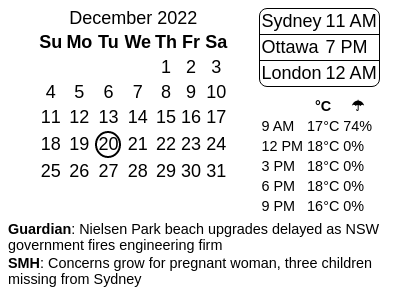 December 2022
Su Mo Tu We Th Fr Sa
1 2 3
4 5 6 7 8 9 10
11 12 13 14 15 16 17
18 19 20 21 22 23 24
25 26 27 28 29 30 31
Sydney 11 AM
Ottawa 7 PM
London 12 AM
°C ☂
9 AM 17°C 74%
12 PM 18°C 0%
3 PM 18°C 0%
6 PM 18°C 0%
9 PM 16°C 0%
Guardian: Nielsen Park beach upgrades delayed as NSW
government fires engineering firm
SMH: Concerns grow for pregnant woman, three children
missing from Sydney